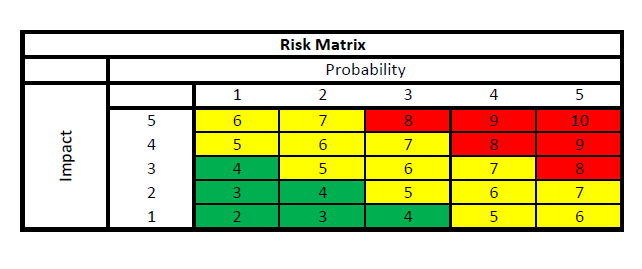 Risk Matrix
Probability
1 2 3 4 5
Impact
5 6 7 8 9 10
4 5 6 7 8 9
3 4 5 6 7 8
2 3 4 5 6 7
1 2 3 4 5 6